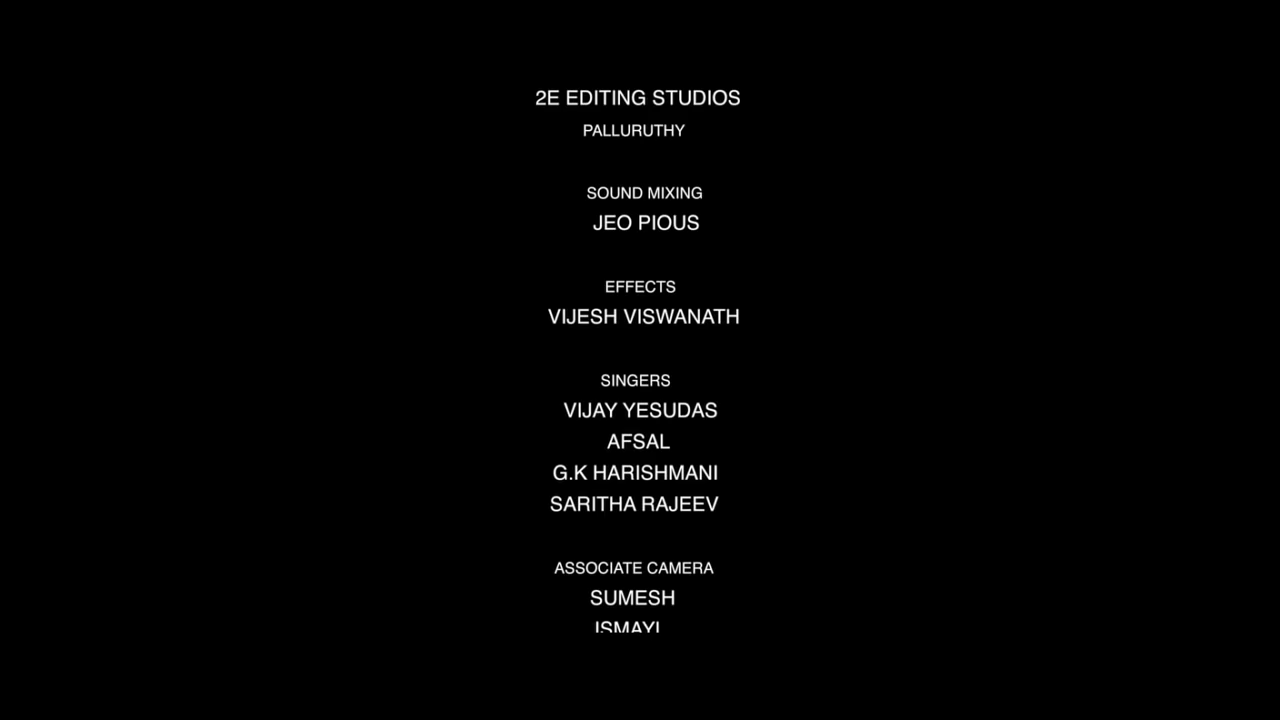 2E EDITING STUDIOS
PALLURUTHY
SOUND MIXING
JEO PIOUS
EFFECTS
VIJESH VISWANATH
SINGERS
VIJAY YESUDAS
AFSAL
G.K HARISHMANI
SARITHA RAJEEV
ASSOCIATE CAMERA
SUMESH
ISMAYL